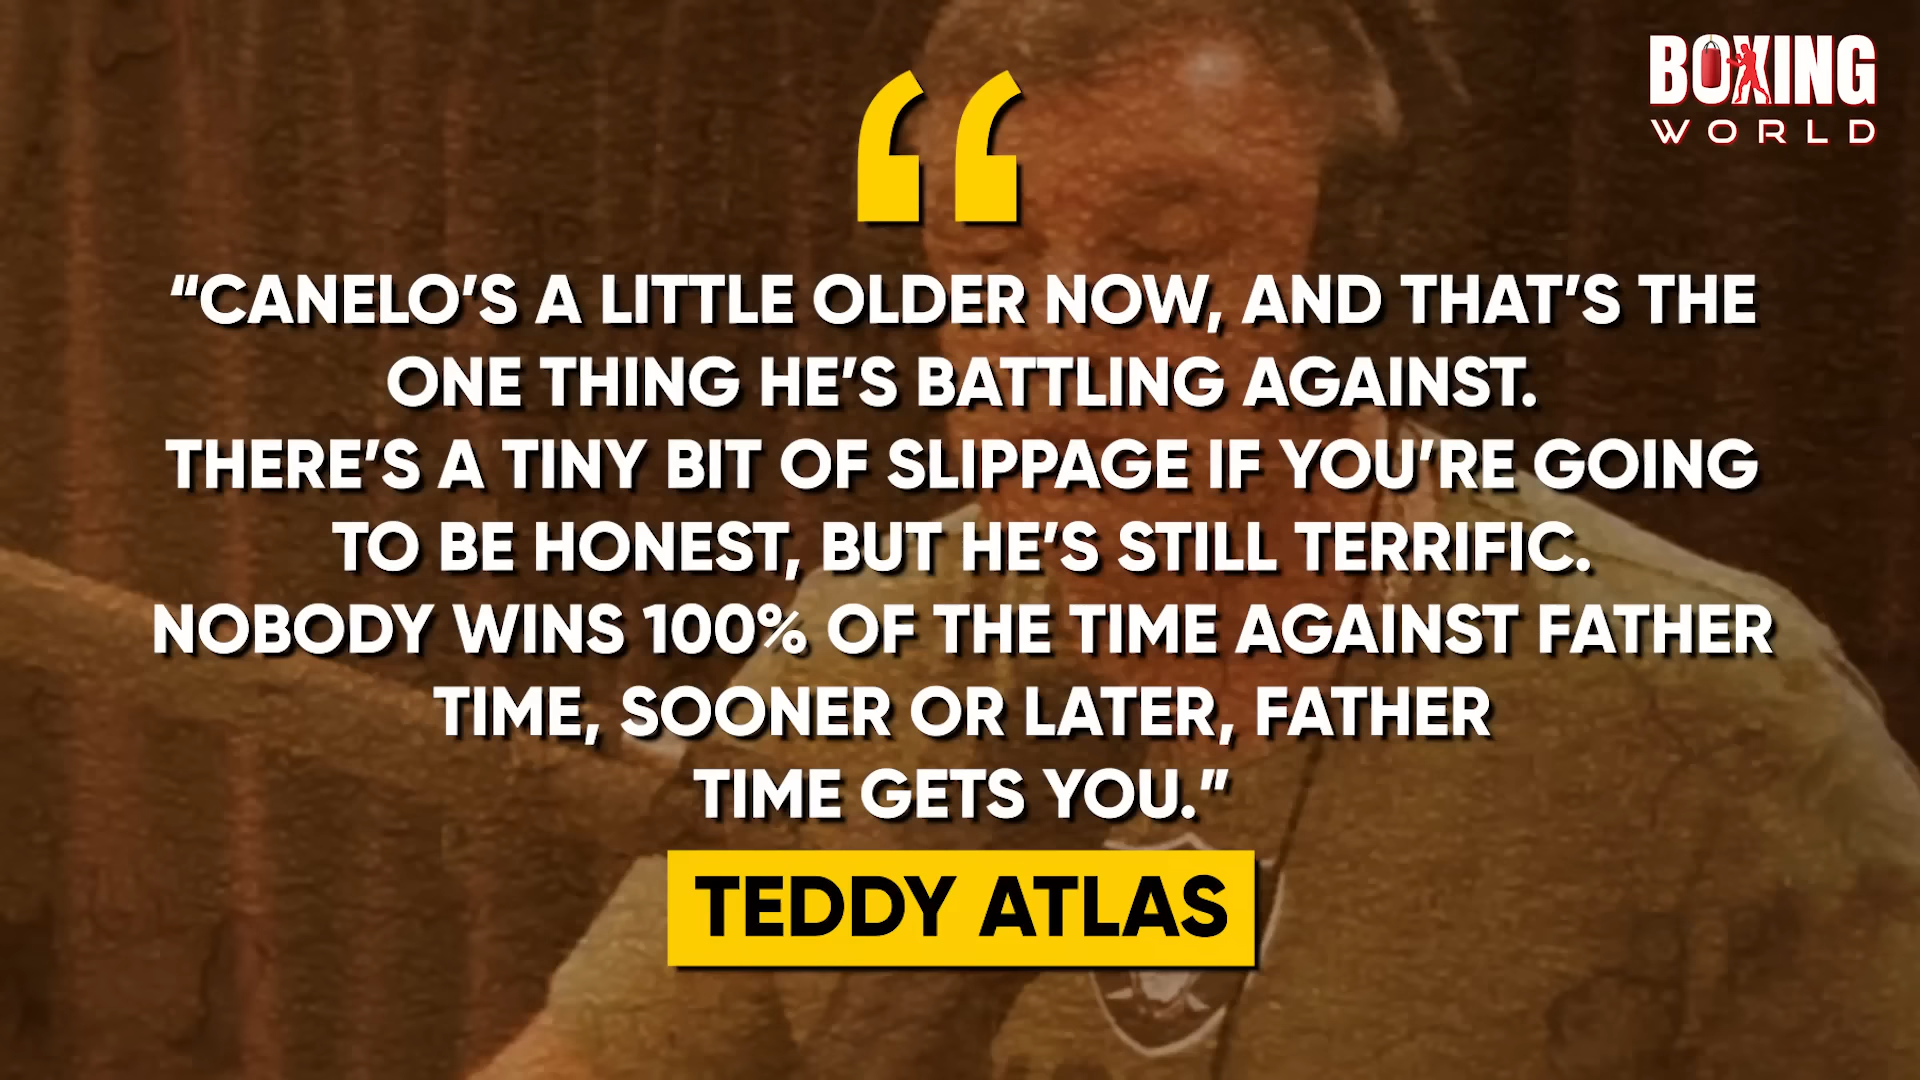 BOXING
WORLD
“
“CANELO’S A LITTLE OLDER NOW, AND THAT’S THE
ONE THING HE’S BATTLING AGAINST.
THERE’S A TINY BIT OF SLIPPAGE IF YOU’RE GOING
TO BE HONEST, BUT HE’S STILL TERRIFIC.
NOBODY WINS 100% OF THE TIME AGAINST FATHER
TIME, SOONER OR LATER, FATHER
TIME GETS YOU.”
TEDDY ATLAS